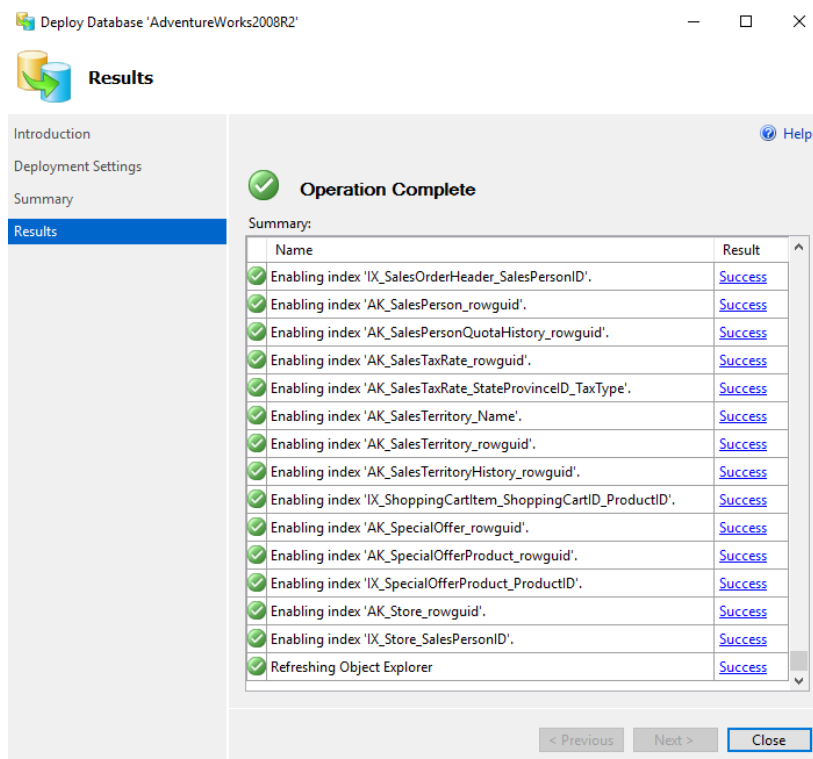 Deploy Database 'AdventureWorks2008R2'
Results
Introduction
Deployment Settings
Summary
Results
Help
Operation Complete
Summary:
Name Result
Enabling index 'IX_SalesOrderHeader_SalesPersonID'. Success
Enabling index 'AK_SalesPerson_rowguid'. Success
Enabling index 'AK_SalesPersonQuotaHistory_rowguid'. Success
Enabling index 'AK_SalesTaxRate_rowguid'. Success
Enabling index 'AK_SalesTaxRate_StateProvinceID_TaxType'. Success
Enabling index 'AK_SalesTerritory_Name'. Success
Enabling index 'AK_SalesTerritory_rowguid'. Success
Enabling index 'AK_SalesTerritoryHistory_rowguid'. Success
Enabling index 'IX_ShoppingCartItem_ShoppingCartID_ProductID'. Success
Enabling index 'AK_SpecialOffer_rowguid'. Success
Enabling index 'AK_SpecialOfferProduct_rowguid'. Success
Enabling index 'IX_SpecialOfferProduct_ProductID'. Success
Enabling index 'AK_Store_rowguid'. Success
Enabling index 'IX_Store_SalesPersonID'. Success
Refreshing Object Explorer Success
< Previous Next > Close